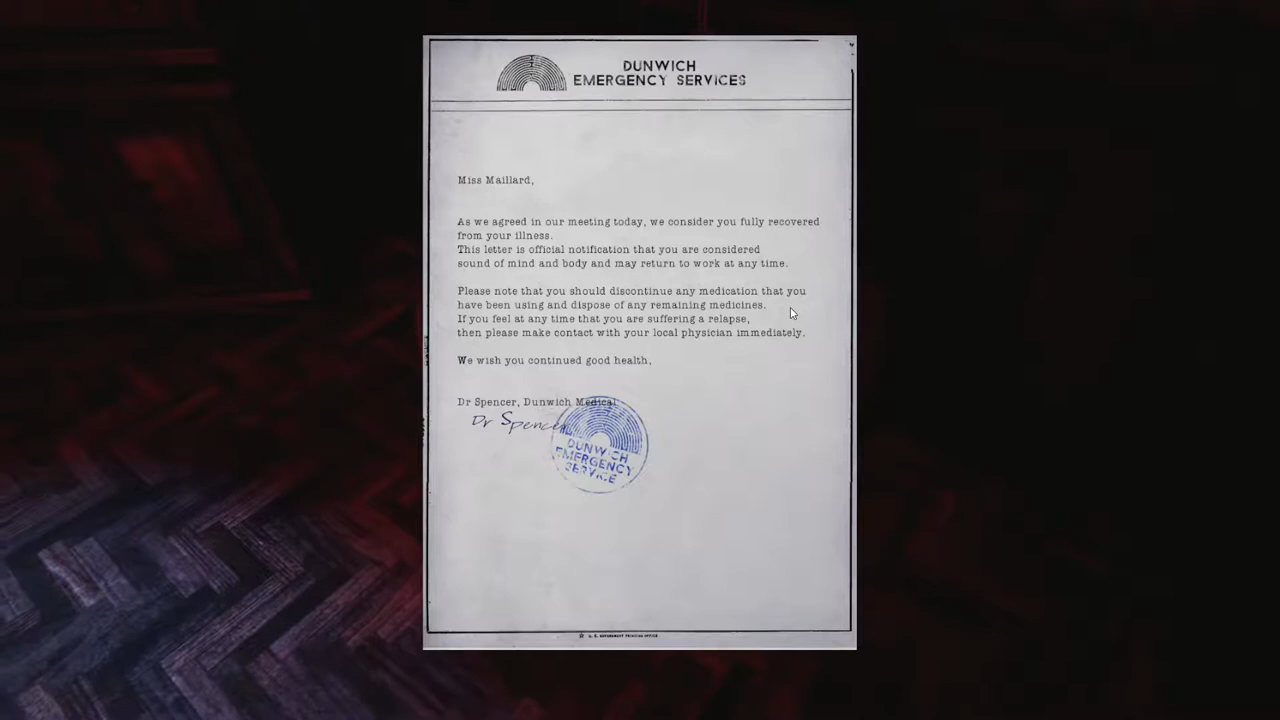 DUNWICH
EMERGENCY SERVICES
Miss Maillard,
As we agreed in our meeting today, we consider you fully recovered
from your illness.
This letter is official notification that you are considered
sound of mind and body and may return to work at any time.
Please note that you should discontinue any medication that you
have been using and dispose of any remaining medicines.
If you feel at any time that you are suffering a relapse,
then please make contact with your local physician immediately.
We wish you continued good health,
Dr Spencer, Dunwich Medical
Dr Spencer
DUNWICH
EMERGENCY
SERVICE
U. S. GOVERNMENT PRINTING OFFICE